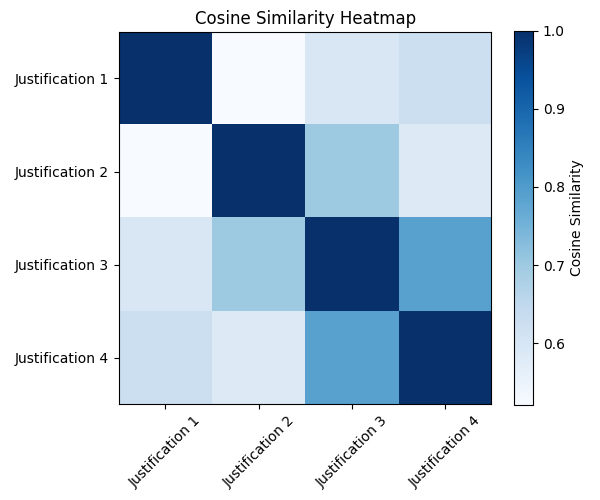 Cosine Similarity Heatmap
Justification 1
Justification 2
Justification 3
Justification 4
Justification 1
Justification 2
Justification 3
Justification 4
1.0
0.9
0.8
0.7
0.6
Cosine Similarity